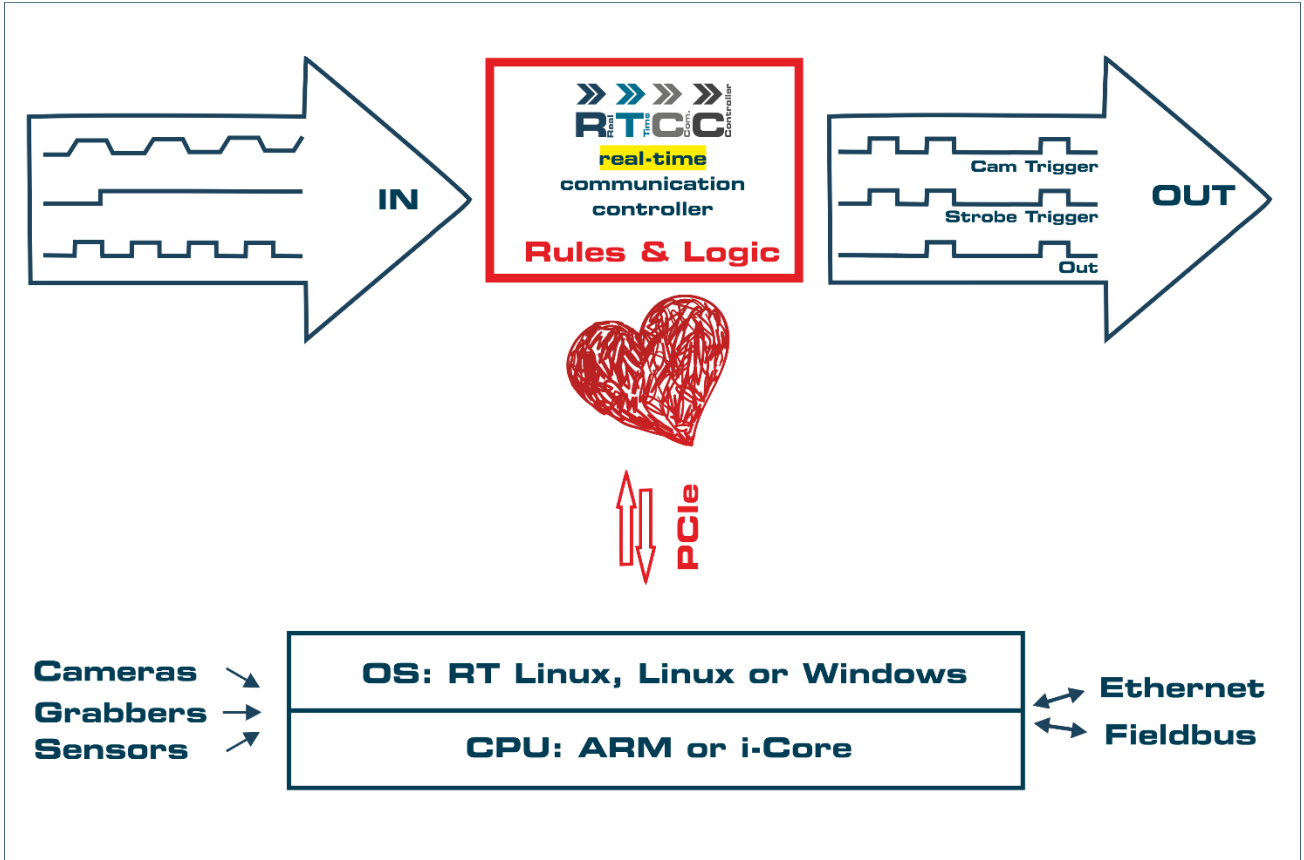 IN
RTCC
Real
Time
Com.
Controller
real-time
communication
controller
Rules & Logic
Cam Trigger
Strobe Trigger
Out
OUT
PCIe
Cameras
Grabbers
Sensors
OS: RT Linux, Linux or Windows
CPU: ARM or i-Core
Ethernet
Fieldbus